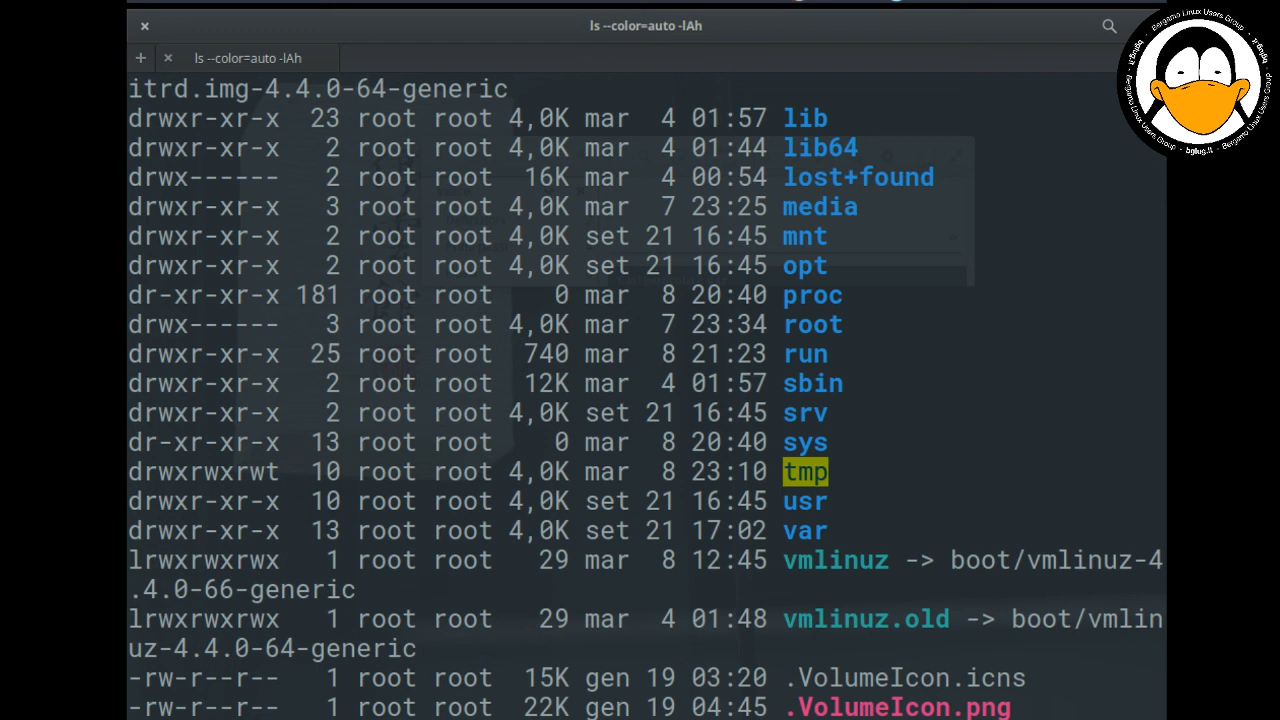 ls --color=auto -lAh
ls --color=auto -lAh
itrd.img-4.4.0-64-generic
drwxr-xr-x 23 root root 4,0K mar 4 01:57 lib
drwxr-xr-x 2 root root 4,0K mar 4 01:44 lib64
drwx------ 2 root root 16K mar 4 00:54 lost+found
drwxr-xr-x 3 root root 4,0K mar 7 23:25 media
drwxr-xr-x 2 root root 4,0K set 21 16:45 mnt
drwxr-xr-x 2 root root 4,0K set 21 16:45 opt
dr-xr-xr-x 181 root root 0 mar 8 20:40 proc
drwx------ 3 root root 4,0K mar 7 23:34 root
drwxr-xr-x 25 root root 740 mar 8 21:23 run
drwxr-xr-x 2 root root 12K mar 4 01:57 sbin
drwxr-xr-x 2 root root 4,0K set 21 16:45 srv
dr-xr-xr-x 13 root root 0 mar 8 20:40 sys
drwxrwxrwt 10 root root 4,0K mar 8 23:10 tmp
drwxr-xr-x 10 root root 4,0K set 21 16:45 usr
drwxr-xr-x 13 root root 4,0K set 21 17:02 var
lrwxrwxrwx 1 root root 29 mar 8 12:45 vmlinuz -> boot/vmlinuz-4
.4.0-66-generic
lrwxrwxrwx 1 root root 29 mar 4 01:48 vmlinuz.old -> boot/vmlin
uz-4.4.0-64-generic
-rw-r--r-- 1 root root 15K gen 19 03:20 .VolumeIcon.icns
-rw-r--r-- 1 root root 22K gen 19 04:45 .VolumeIcon.png
Bergamo Linux Users Group - bglug.it - Bergamo Linux Users Group - bglug.it -